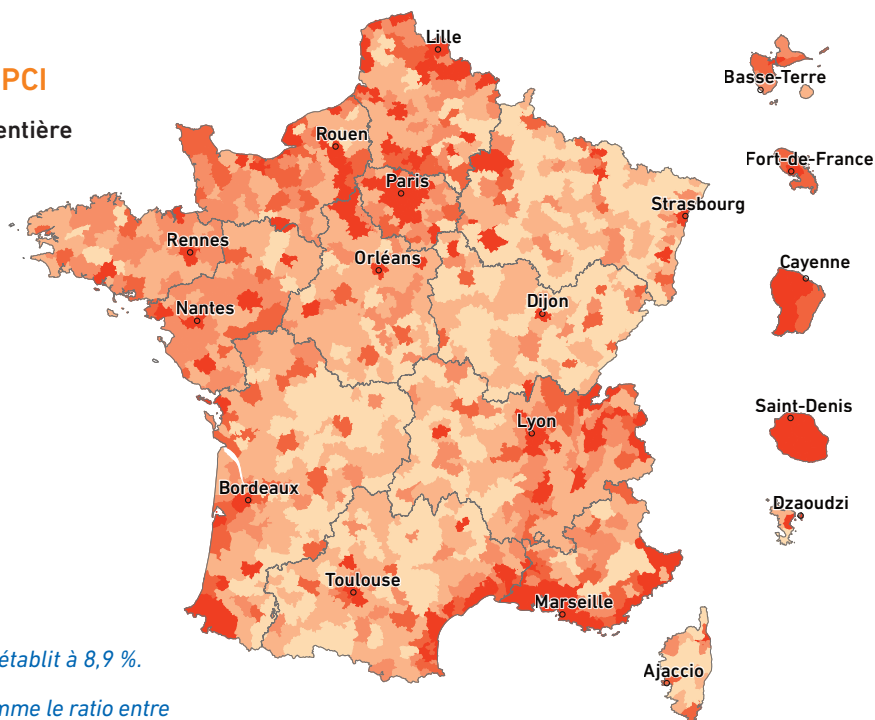 PCI
entière
Lille
Basse-Terre
Rouen
Fort-de-France
Paris
Strasbourg
Rennes
Orléans
Cayenne
Nantes
Dijon
Saint-Denis
Lyon
Bordeaux
Dzaoudzi
Toulouse
Marseille
établit à 8,9 %.
Ajaccio
mme le ratio entre